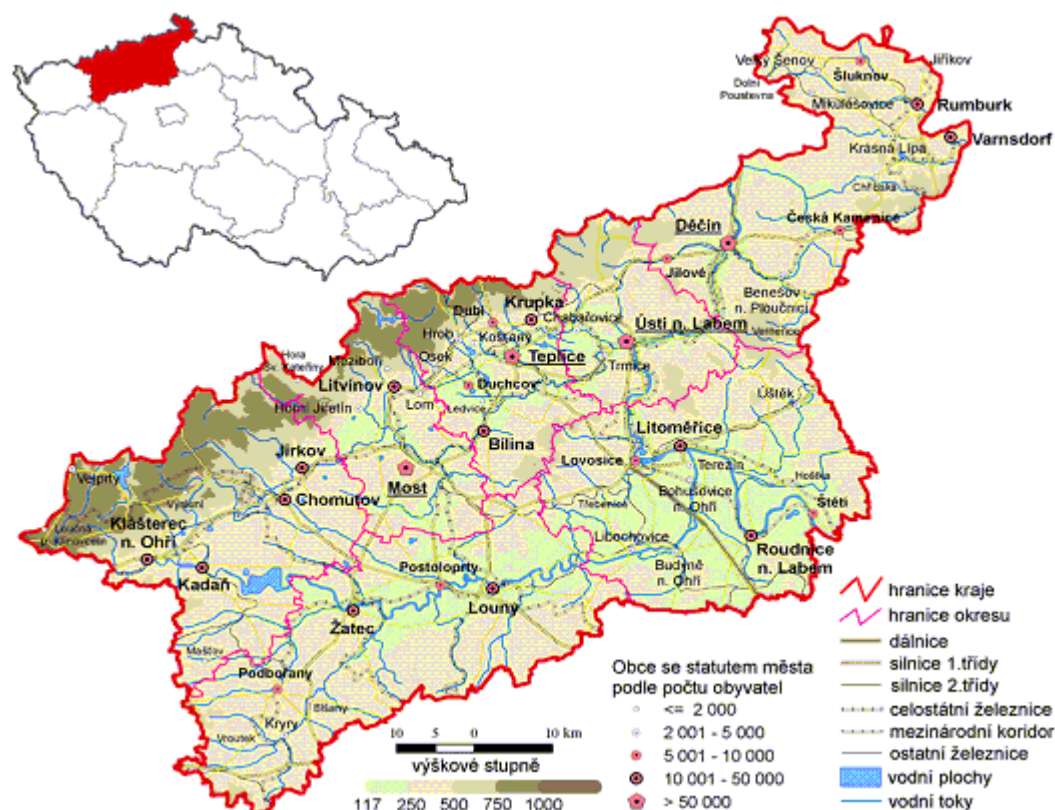 Velký Šenov
Šluknov
Jiříkov
Dolní
Poustevna
Mikulášovice
Rumburk
Varnsdorf
Krásná Lípa
Chřibská
Děčín
Česká Kamenice
Jílové
Benešov
n. Ploučnicí
Krupka
Dubí
Chabařovice
Ústí n. Labem
Verneřice
Hrob
Košťany
Osek
Teplice
Trmice
Hora
Sv. Kateřiny
Meziboří
Litvínov
Duchcov
Úštěk
Horní Jiřetín
Lom
Ledvice
Bílina
Litoměřice
Jirkov
Lovosice
Terezín
Hoštka
Vejprty
Most
Chomutov
Výsluní
Třebenice
Bohušovice
n. Ohří
Štětí
Klášterec
n. Ohří
Loučná
p. Klínovcem
Libochovice
Roudnice
n. Labem
Kadaň
Postoloprty
Budyně
n. Ohří
Louny
Žatec
Mašťov
Podbořany
Blšany
Kryry
Vroutek
Obce se statutem města
podle počtu obyvatel
<= 2 000
2 001 - 5 000
5 001 - 10 000
10 001 - 50 000
> 50 000
10 5 0 10 km
výškové stupně
117 250 500 750 1000
hranice kraje
hranice okresu
dálnice
silnice 1.třídy
silnice 2.třídy
celostátní železnice
mezinárodní koridor
ostatní železnice
vodní plochy
vodní toky